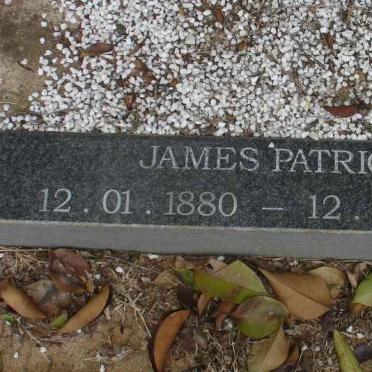 JAMES PATRIC
12 . 01 . 1880 – 12 .